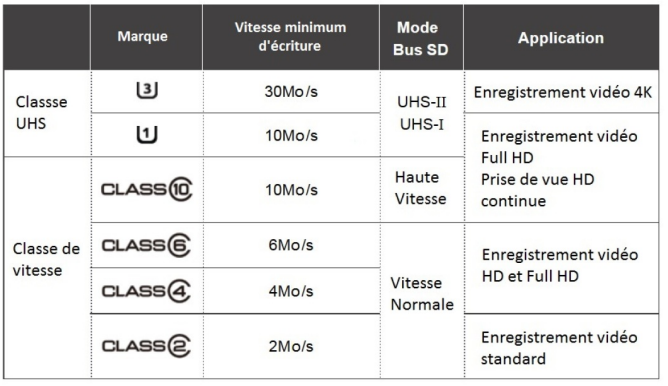 Marque
Vitesse minimum
d'écriture
Mode
Bus SD
Application
Classse
UHS
3
30Mo/s
UHS-II
UHS-I
Enregistrement vidéo 4K
1
10Mo/s
Enregistrement vidéo
Full HD
Prise de vue HD
continue
Classe de
vitesse
CLASS 10
10Mo/s
Haute
Vitesse
CLASS 6
6Mo/s
Vitesse
Normale
Enregistrement vidéo
HD et Full HD
CLASS 4
4Mo/s
CLASS 2
2Mo/s
Enregistrement vidéo
standard